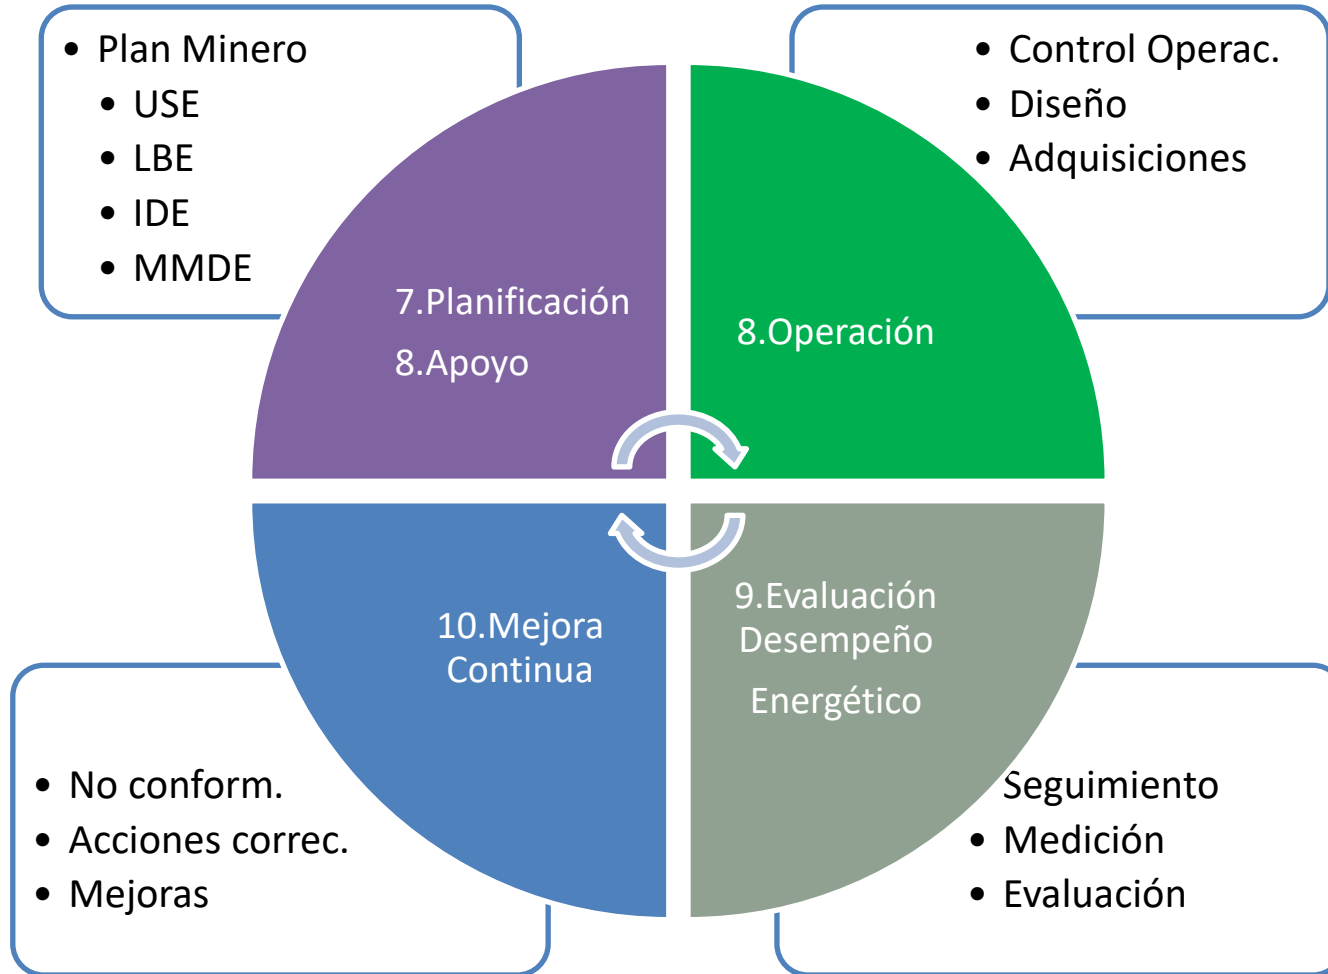 • Plan Minero
• USE
• LBE
• IDE
• MMDE
• Control Operac.
• Diseño
• Adquisiciones
7.Planificación
8.Apoyo
8.Operación
10.Mejora
Continua
9.Evaluación
Desempeño
Energético
• No conform.
• Acciones correc.
• Mejoras
Seguimiento
• Medición
• Evaluación